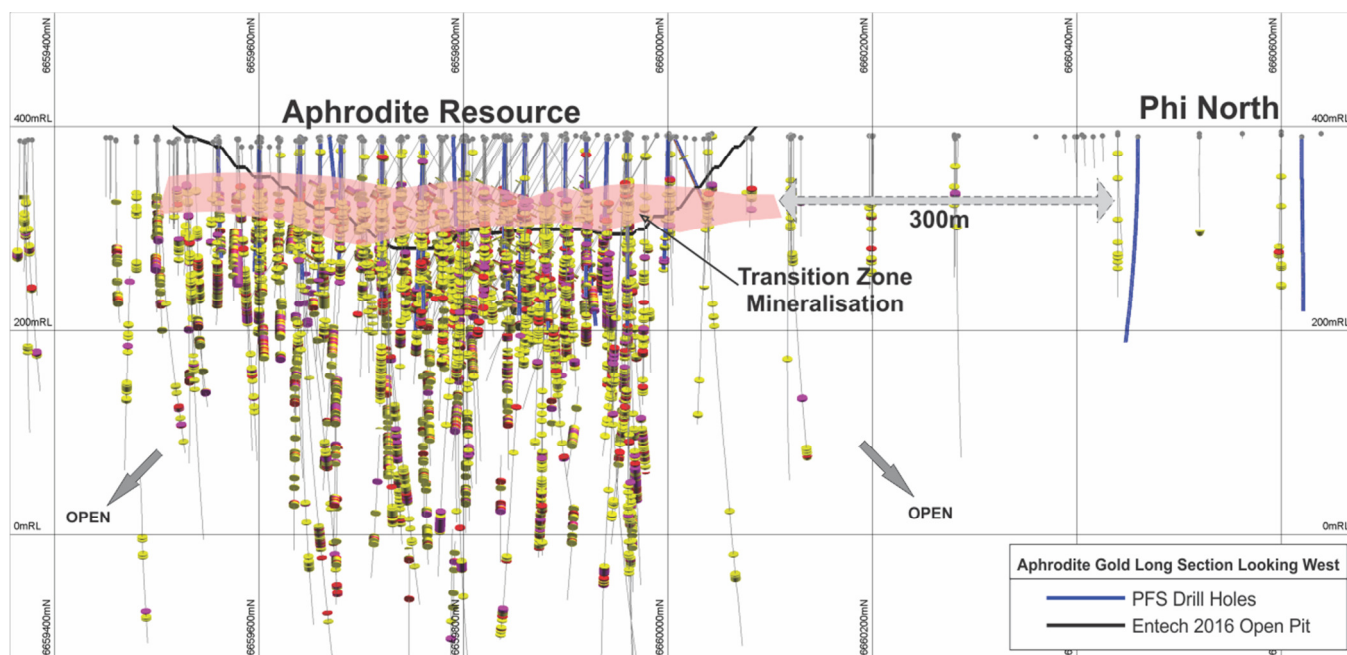 6659400mN
6659600mN
6659800mN
6660000mN
6660200mN
6660400mN
6660600mN
Aphrodite Resource
Phi North
400mRL
400mRL
300m
Transition Zone
Mineralisation
200mRL
200mRL
OPEN
OPEN
0mRL
0mRL
Aphrodite Gold Long Section Looking West
PFS Drill Holes
Entech 2016 Open Pit
6659400mN
6659600mN
6659800mN
6660000mN
6660200mN